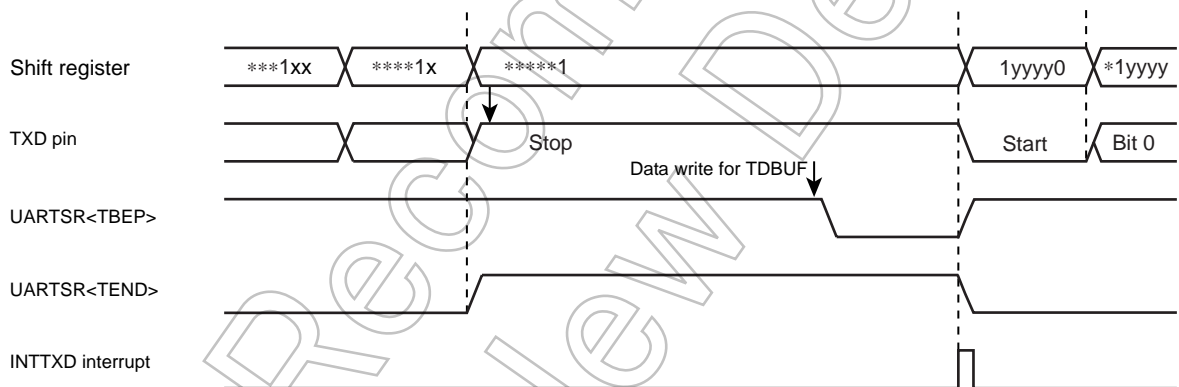 Shift register ***1xx ****1x *****1 1yyyy0 *1yyyy
TXD pin Stop Start Bit 0
Data write for TDBUF
UARTSR<TBEP>
UARTSR<TEND>
INTTXD interrupt